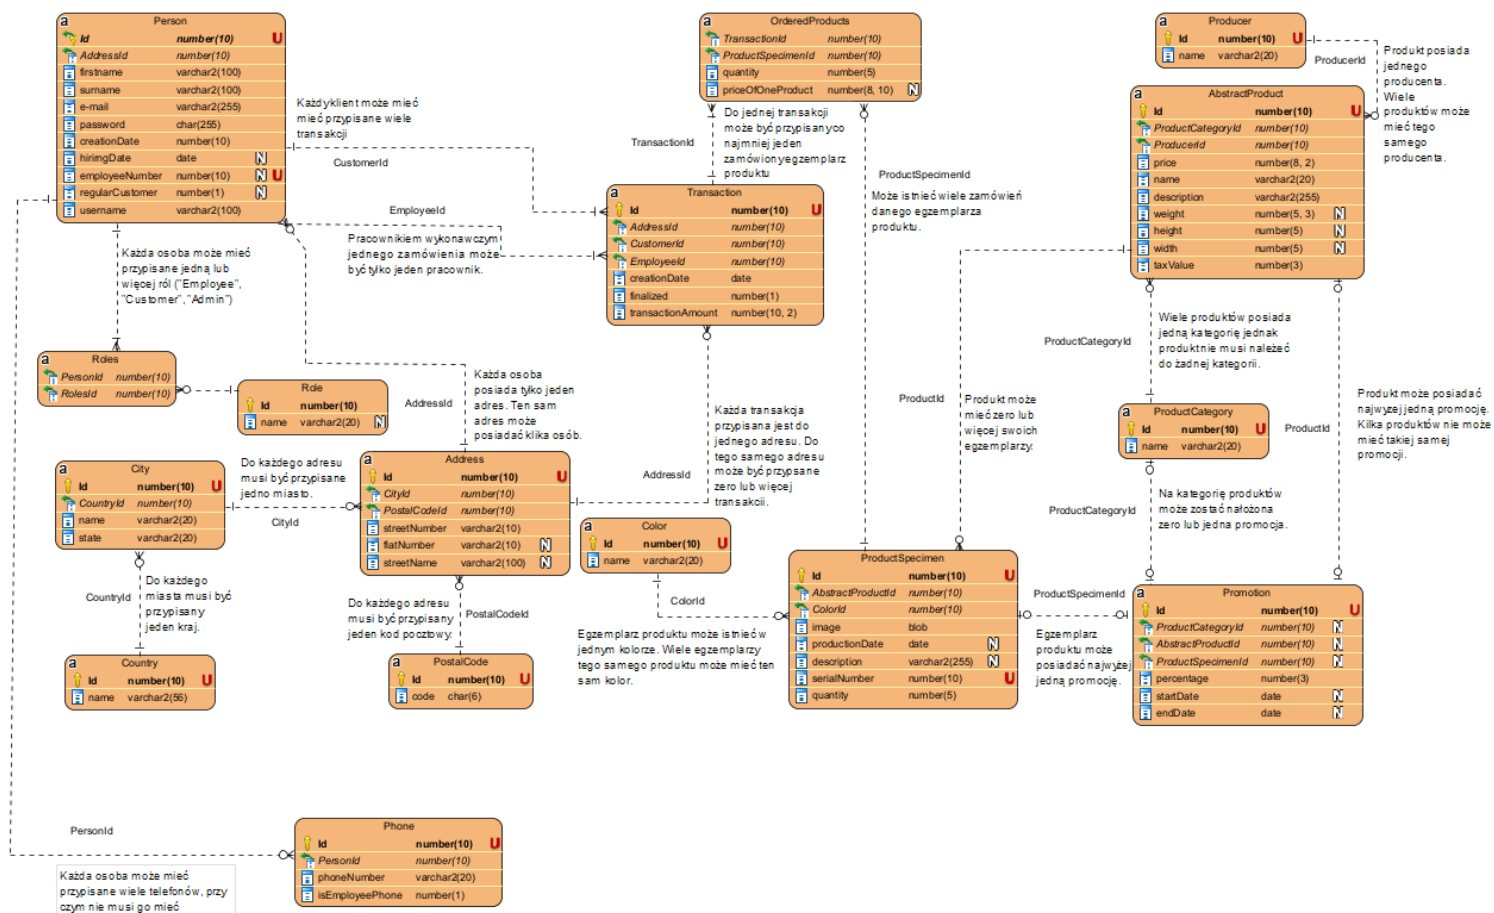 a Person
Id number(10) U
AddressId number(10)
firstname varchar2(100)
surname varchar2(100)
e-mail varchar2(255)
password char(255)
creationDate number(10)
hiringDate date N
employeeNumber number(10) N U
regularCustomer number(1) N
username varchar2(100)
Każdy klient może mieć
mieć przypisane wiele
transakcji
CustomerId
EmployeeId
Pracownikiem wykonawczym
jednego zamówienia może
być tylko jeden pracownik.
a OrderedProducts
TransactionId number(10)
ProductSpecimenId number(10)
quantity number(5)
priceOfOneProduct number(8, 10) N
TransactionId
Do jednej transakcji
może być przypisany co
najmniej jeden
zamówiony egzemplarz
produktu
ProductSpecimenId
Może istnieć wiele zamówień
danego egzemplarza
produktu.
a Transaction
Id number(10) U
AddressId number(10)
CustomerId number(10)
EmployeeId number(10)
creationDate date
finalized number(1)
transactionAmount number(10, 2)
a Producer
Id number(10) U
name varchar2(20)
ProducerId
Produkt posiada
jednego
producenta.
Wiele
produktów może
mieć tego
samego
producenta.
a AbstractProduct
Id number(10) U
ProductCategoryId number(10)
ProducerId number(10)
price number(8, 2)
name varchar2(20)
description varchar2(255)
weight number(5, 3) N
height number(5) N
width number(5) N
taxValue number(3)
Każda osoba może mieć
przypisane jedną lub
więcej ról ("Employee",
"Customer", "Admin")
a Roles
PersonId number(10)
RolesId number(10)
a Role
Id number(10)
name varchar2(20) N
AddressId
Każda osoba
posiada tylko jeden
adres. Ten sam
adres może
posiadać klika osób.
Każda transakcja
przypisana jest do
jednego adresu. Do
tego samego adresu
może być przypsane
zero lub więcej
transakcii.
AddressId
ProductId
Produkt może
mieć zero lub
więcej swoich
egzemplarzy.
ProductCategoryId
Wiele produktów posiada
jedną kategorię jednak
produkt nie musi należeć
do żadnej kategorii.
a ProductCategory
Id number(10) U
name varchar2(20)
ProductId
Produkt może posiadać
najwyzej jedną promocję.
Kilka produktów nie może
mieć takiej samej
promocji.
ProductCategoryId
Na kategorię produktów
może zostać nałożona
zero lub jedna promocja.
a City
Id number(10) U
CountryId number(10)
name varchar2(20)
state varchar2(20)
Do każdego adresu
musi być przypisane
jedno miasto.
CityId
a Address
Id number(10) U
CityId number(10)
PostalCodeId number(10)
streetNumber varchar2(10)
flatNumber varchar2(10) N
streetName varchar2(100) N
CountryId
Do każdego
miasta musi być
przypisany
jeden kraj.
a Country
Id number(10) U
name varchar2(56)
Do każdego adresu
musi być przypisany
jeden kod pocztowy.
PostalCodeId
a PostalCode
Id number(10) U
code char(6)
a Color
Id number(10) U
name varchar2(20)
ColorId
Egzemplarz produktu może istnieć w
jednym kolorze. Wiele egzemplarzy
tego samego produktu może mieć ten
sam kolor.
a ProductSpecimen
Id number(10) U
AbstractProductId number(10)
ColorId number(10)
image blob
productionDate date N
description varchar2(255) N
serialNumber number(10) U
quantity number(5)
ProductSpecimenId
Egzemplarz
produktu może
posiadać najwyżej
jedną promocję.
a Promotion
Id number(10) U
ProductCategoryId number(10) N
AbstractProductId number(10) N
ProductSpecimenId number(10) N
percentage number(3)
startDate date N
endDate date N
PersonId
a Phone
Id number(10) U
PersonId number(10)
phoneNumber varchar2(20)
isEmployeePhone number(1)
Każda osoba może mieć
przypisane wiele telefonów, przy
czym nie musi go mieć